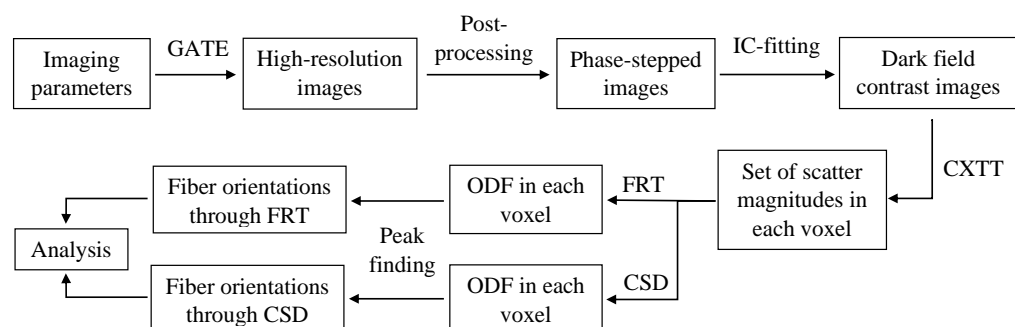 Imaging
parameters
GATE
High-resolution
images
Post-
processing
Phase-stepped
images
IC-fitting
Dark field
contrast images
CXTT
Set of scatter
magnitudes in
each voxel
FRT
ODF in each
voxel
Fiber orientations
through FRT
CSD
ODF in each
voxel
Peak
finding
Fiber orientations
through CSD
Analysis